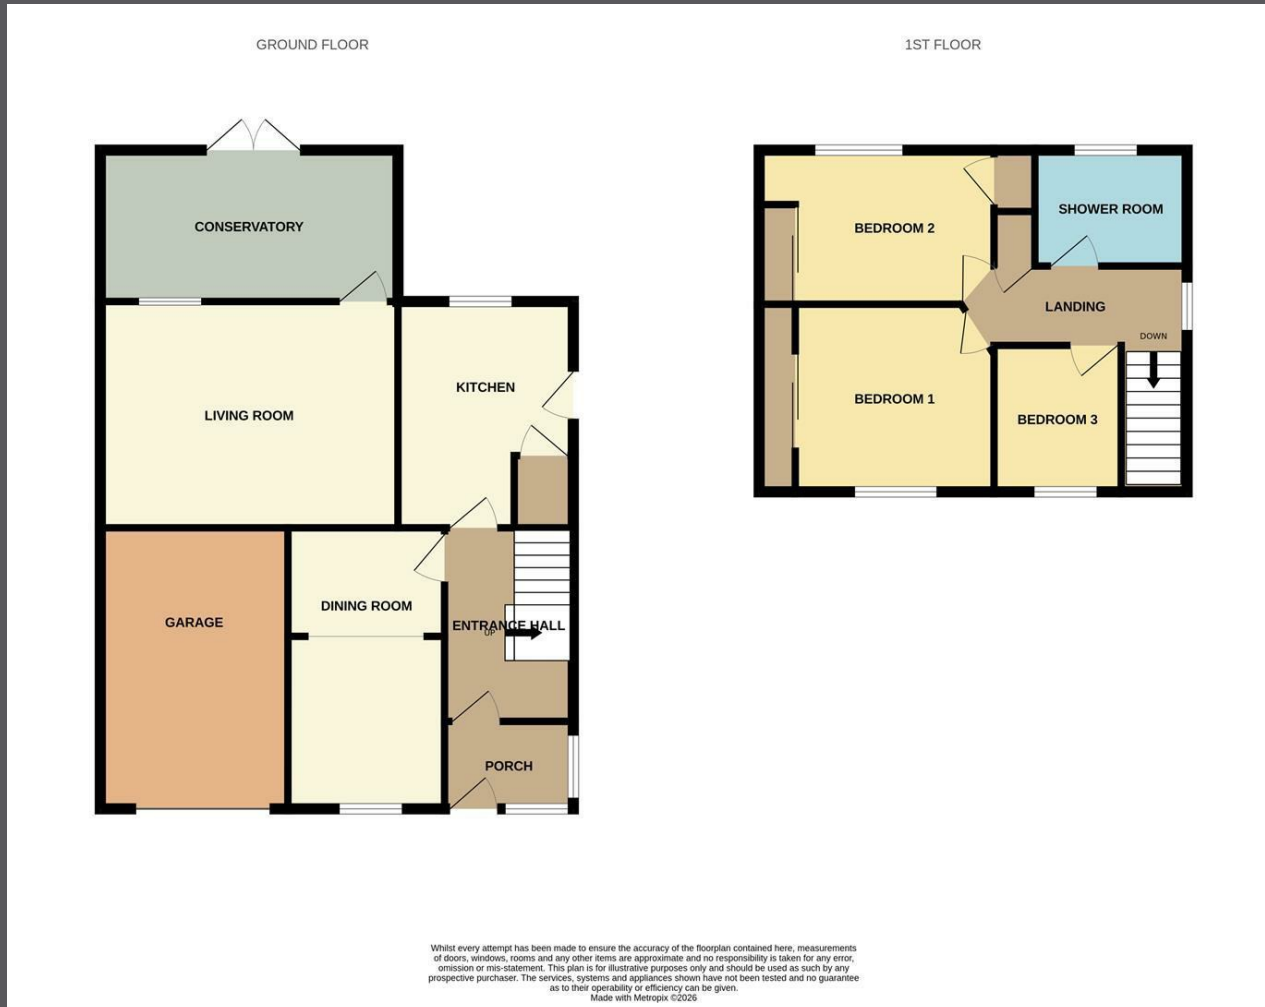 GROUND FLOOR
1ST FLOOR
CONSERVATORY
LIVING ROOM
KITCHEN
GARAGE
DINING ROOM
ENTRANCE HALL
UP
PORCH
BEDROOM 2
SHOWER ROOM
LANDING
DOWN
BEDROOM 1
BEDROOM 3
Whilst every attempt has been made to ensure the accuracy of the floorplan contained here, measurements
of doors, windows, rooms and any other items are approximate and no responsibility is taken for any error,
omission or mis-statement. This plan is for illustrative purposes only and should be used as such by any
prospective purchaser. The services, systems and appliances shown have not been tested and no guarantee
as to their operability or efficiency can be given.
Made with Metropix ©2026